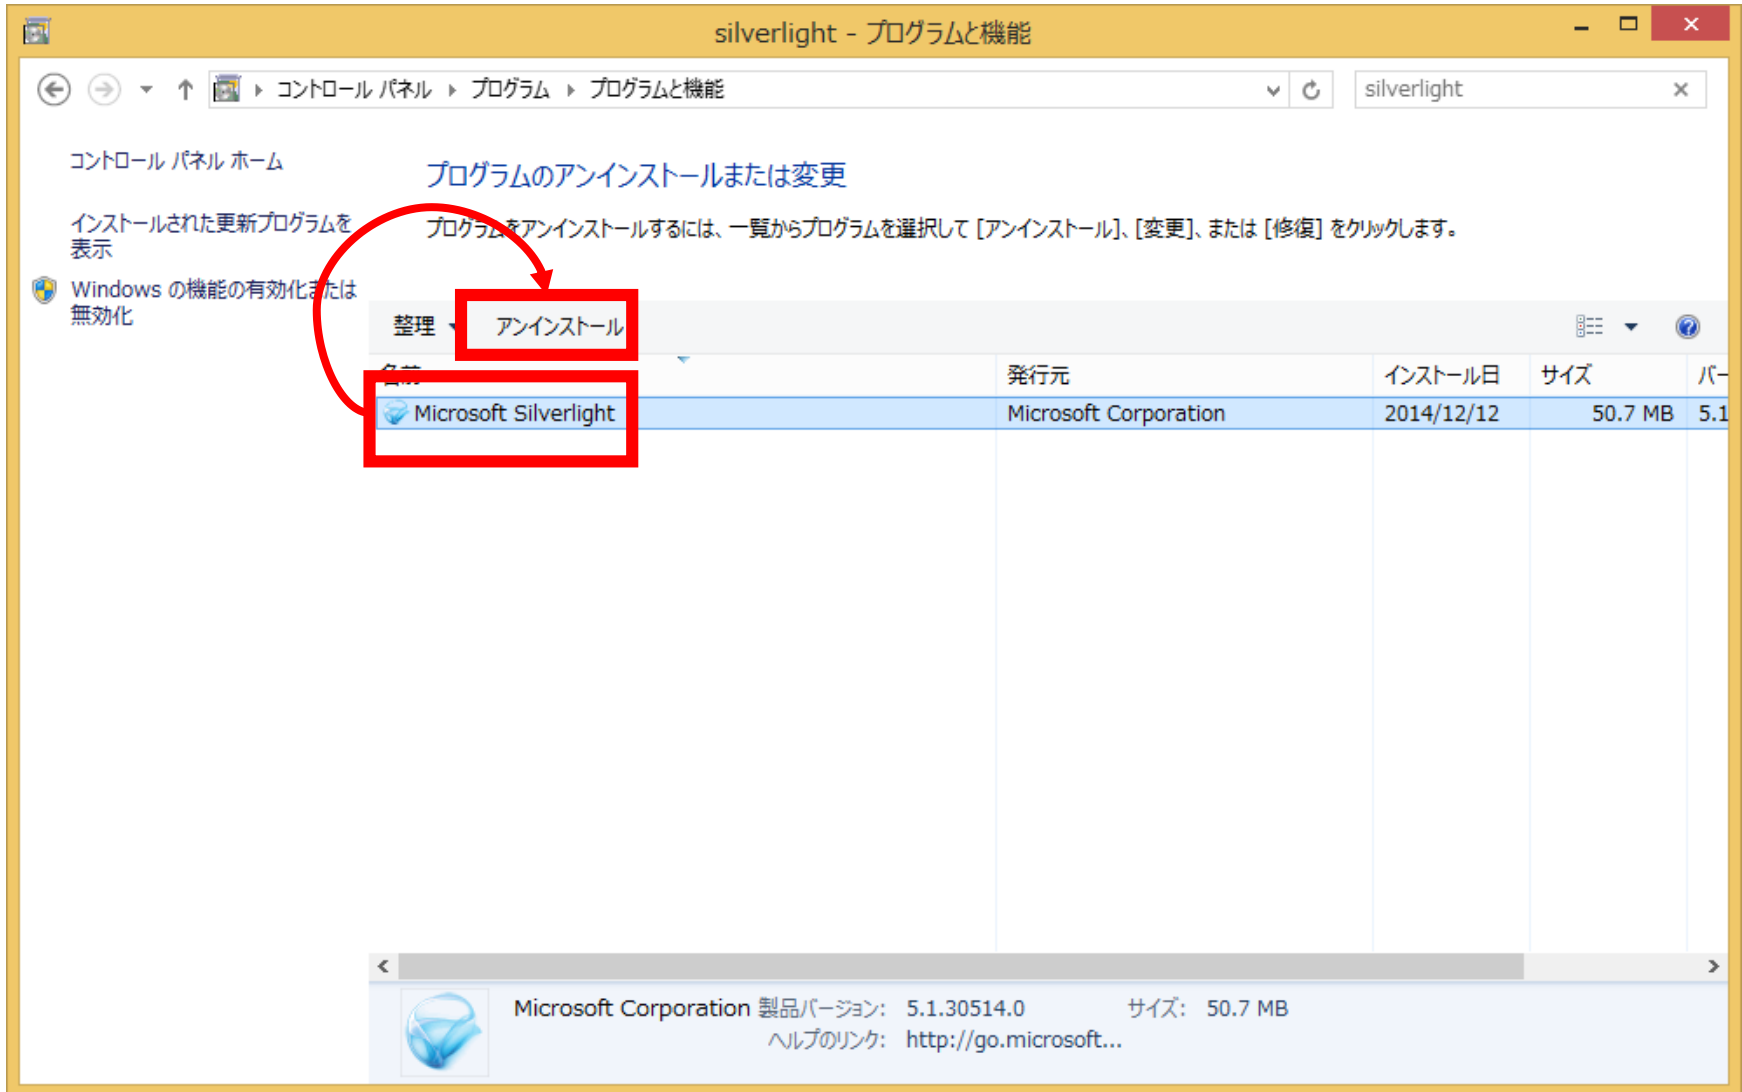 silverlight - プログラムと機能
コントロール パネル プログラム プログラムと機能
silverlight
コントロール パネル ホーム
インストールされた更新プログラムを
表示
Windows の機能の有効化または
無効化
プログラムのアンインストールまたは変更
プログラムをアンインストールするには、一覧からプログラムを選択して [アンインストール]、[変更]、または [修復] をクリックします。
整理 アンインストール
名前 発行元 インストール日 サイズ バー
Microsoft Silverlight Microsoft Corporation 2014/12/12 50.7 MB 5.1
Microsoft Corporation 製品バージョン: 5.1.30514.0 サイズ: 50.7 MB
ヘルプのリンク: http://go.microsoft...